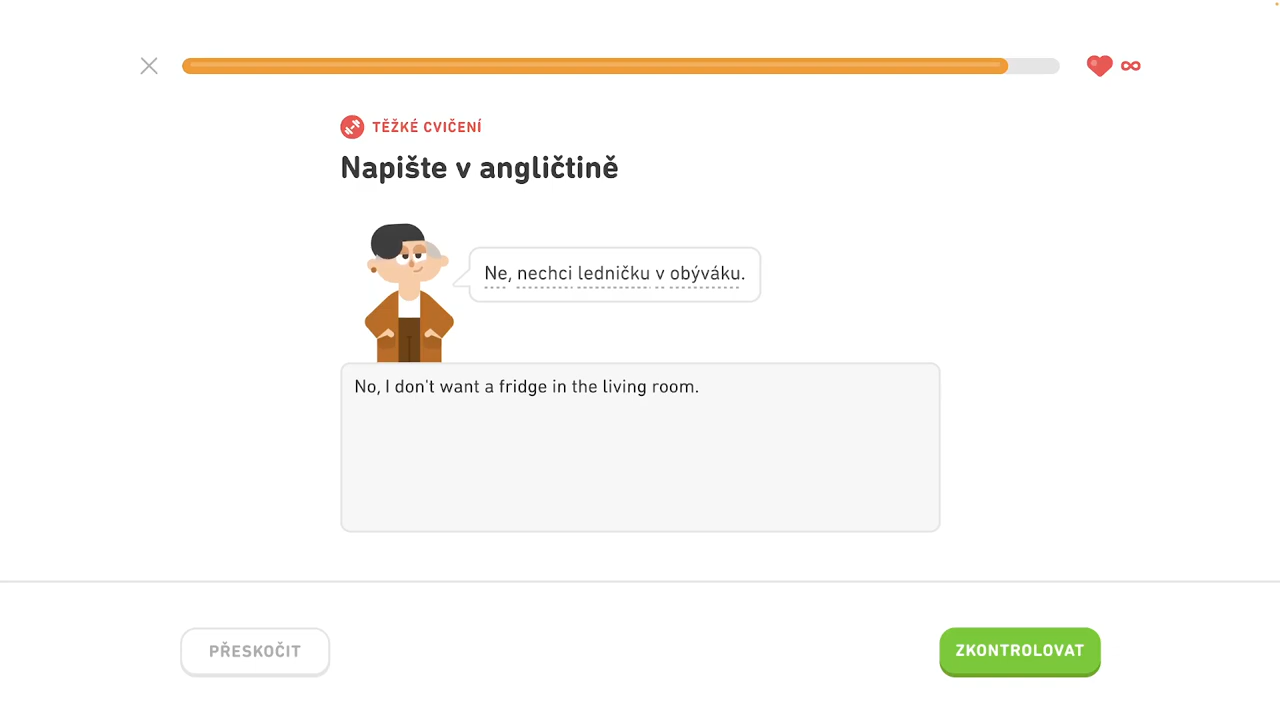 TĚŽKÉ CVIČENÍ
Napište v angličtině
Ne, nechci ledničku v obýváku.
No, I don't want a fridge in the living room.
PŘESKOČIT
ZKONTROLOVAT